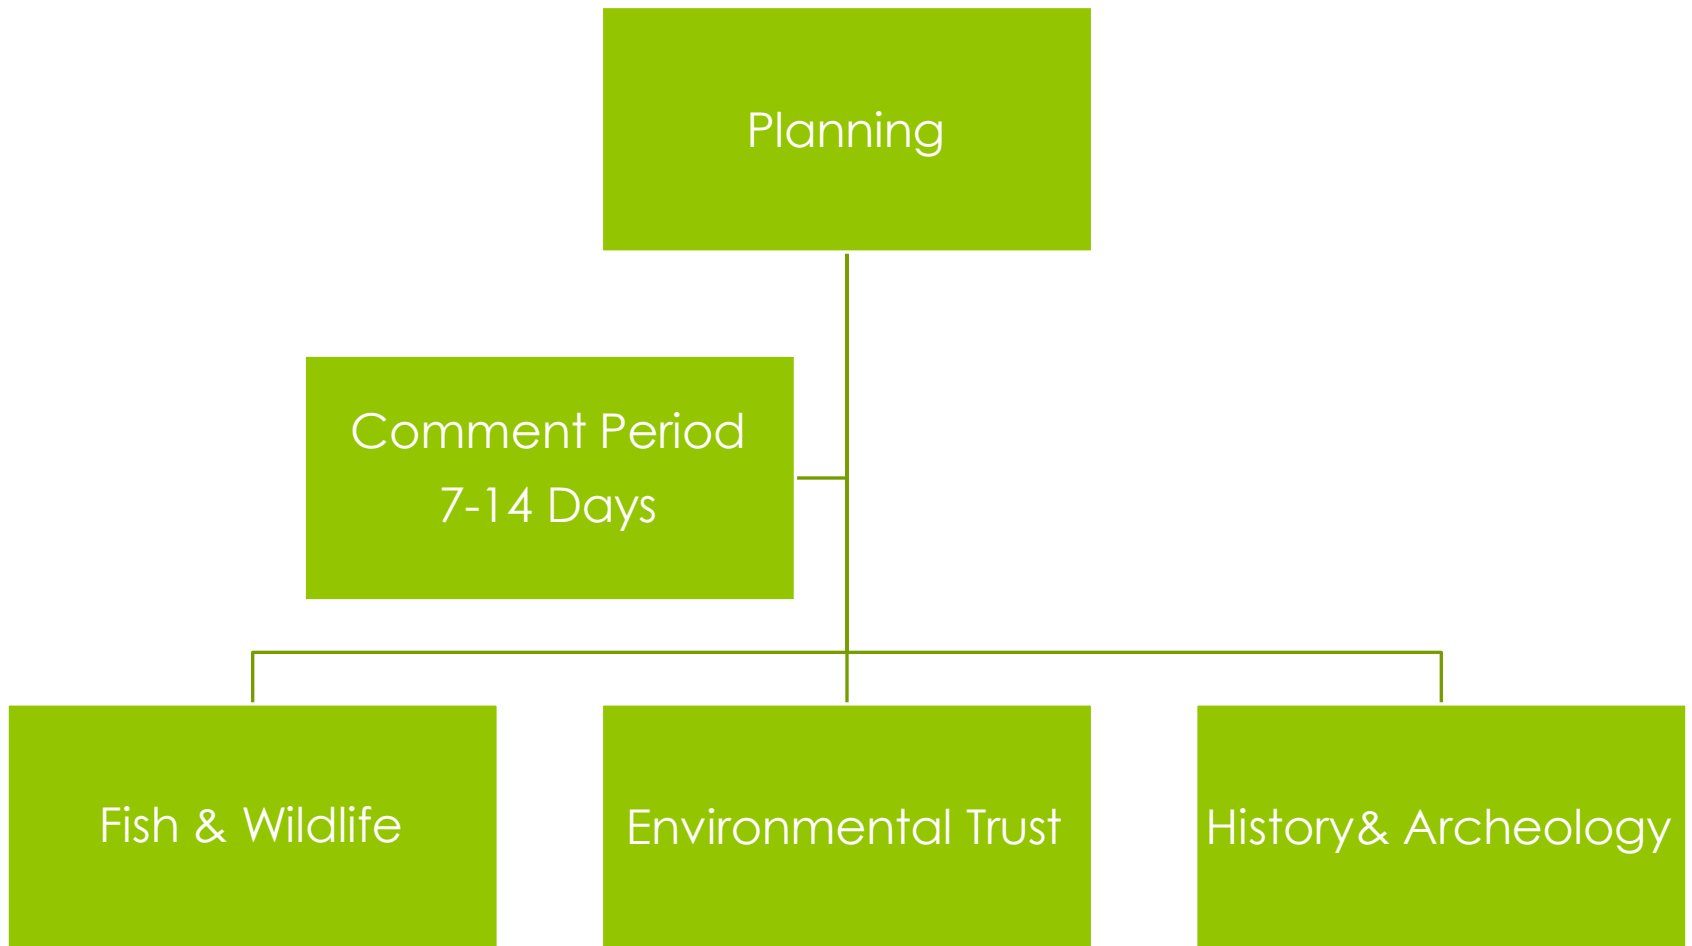 Planning
Comment Period
7-14 Days
Fish & Wildlife
Environmental Trust
History& Archeology